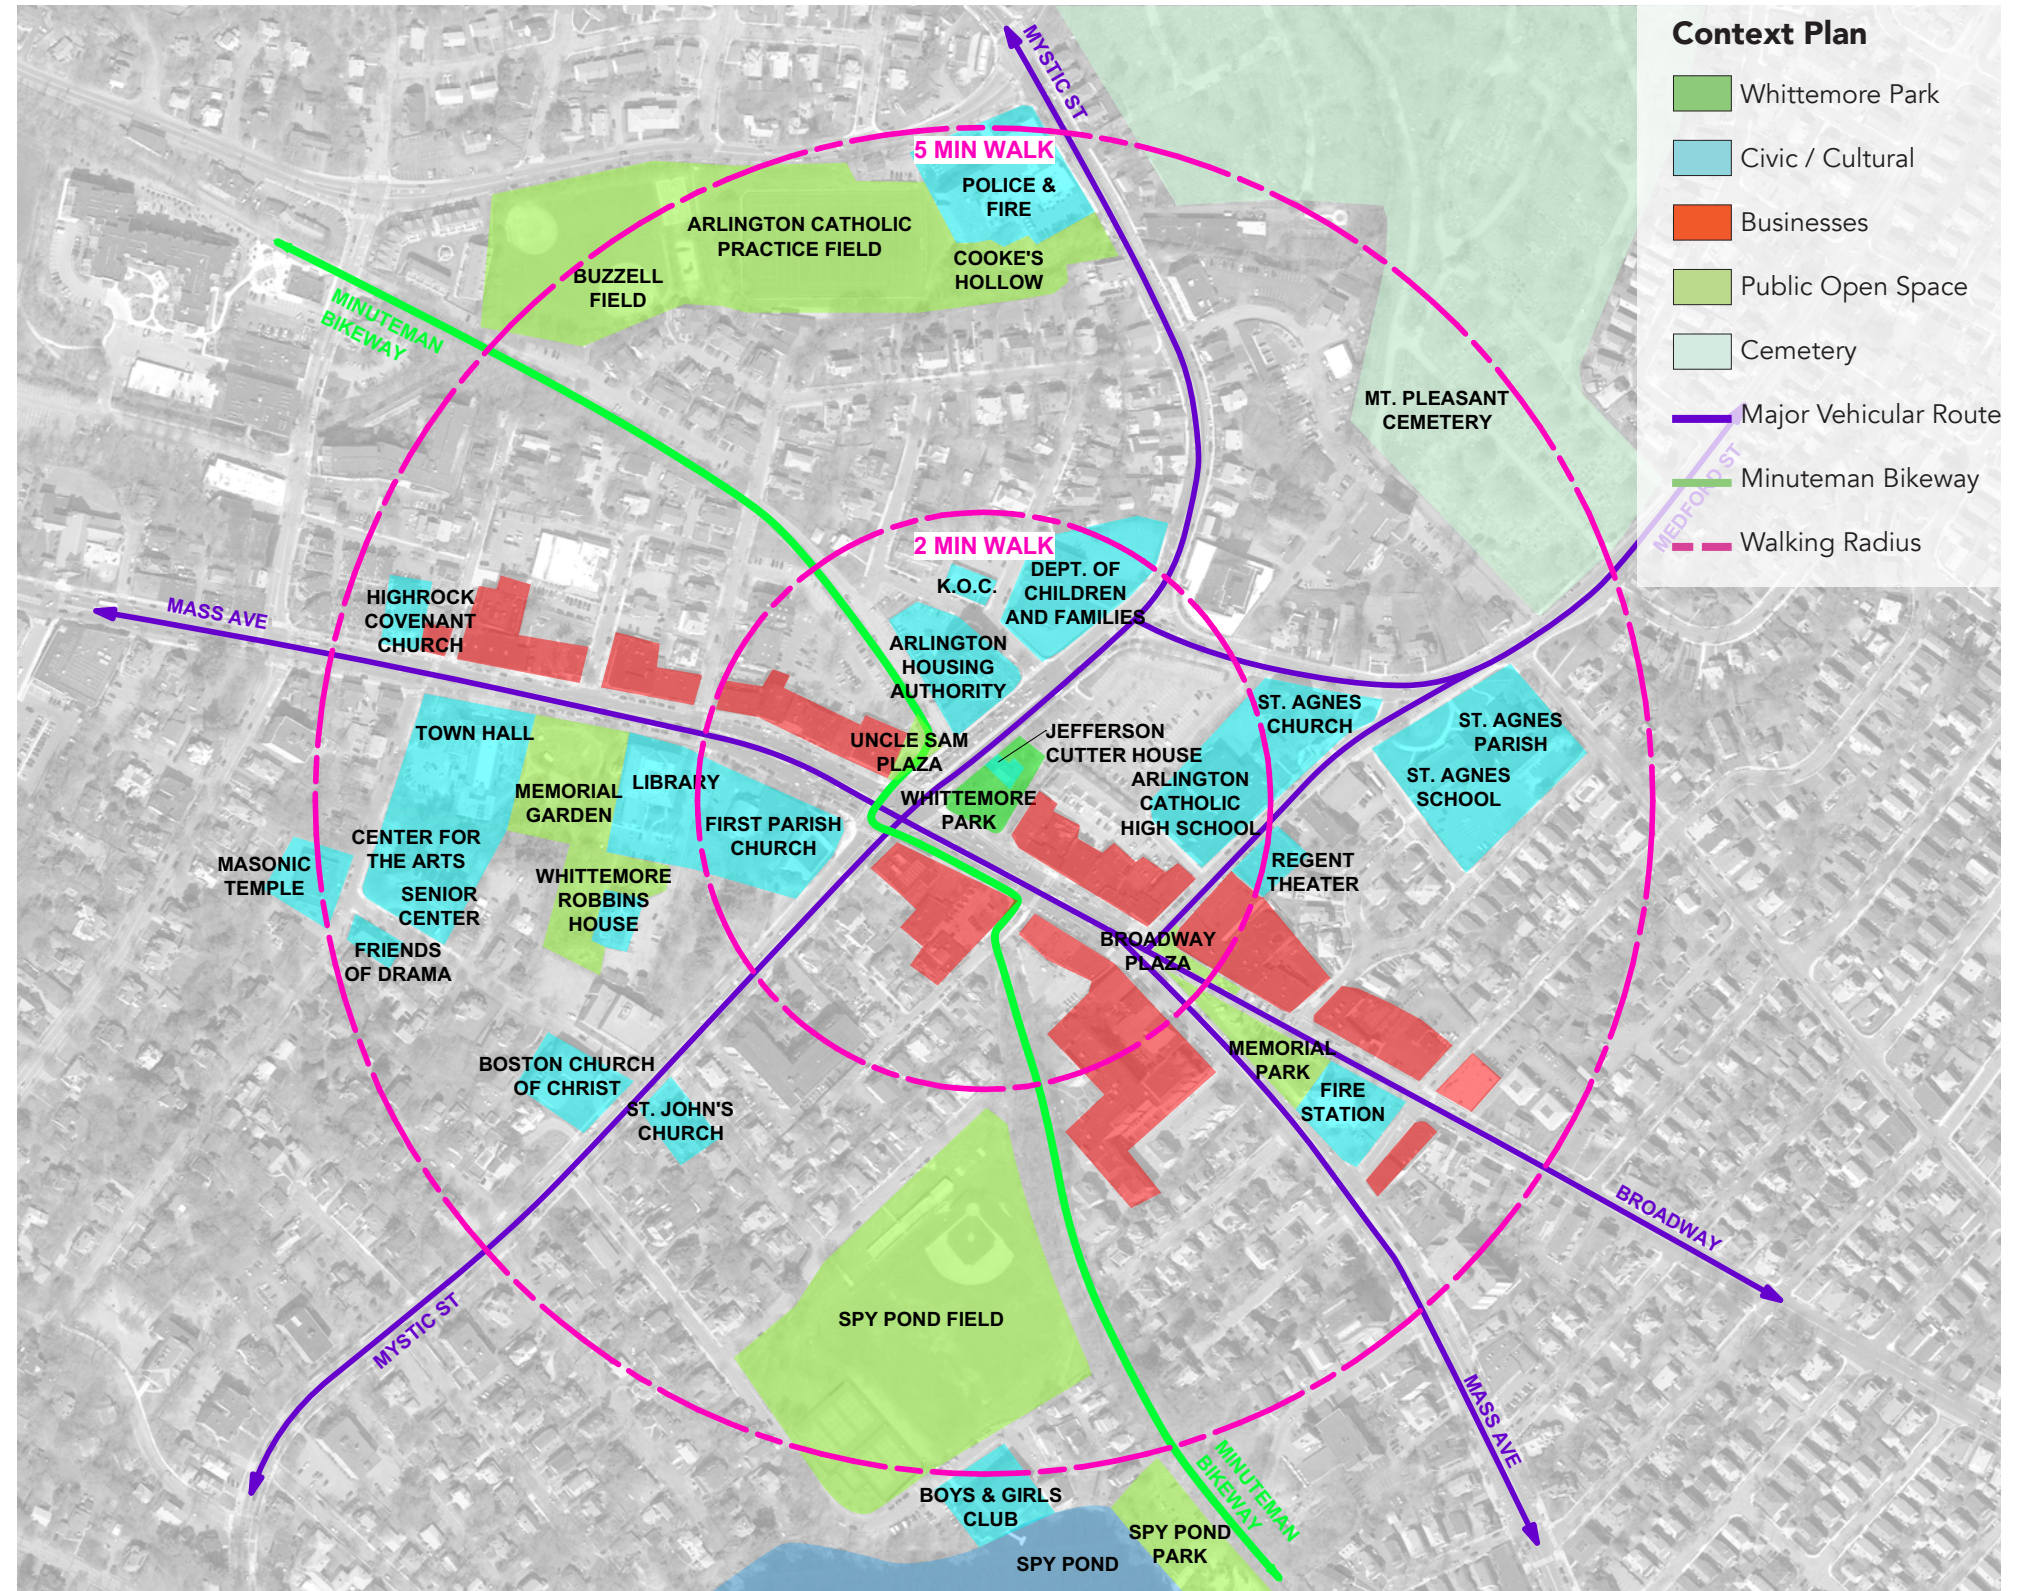 Context Plan
Whittemore Park
Civic / Cultural
Businesses
Public Open Space
Cemetery
Major Vehicular Route
Minuteman Bikeway
Walking Radius
MYSTIC ST
5 MIN WALK
POLICE &
FIRE
ARLINGTON CATHOLIC
PRACTICE FIELD
COOKE'S
HOLLOW
BUZZELL
FIELD
MINUTEMAN
BIKEWAY
MT. PLEASANT
CEMETERY
MEDFORD ST
2 MIN WALK
K.O.C.
DEPT. OF
CHILDREN
AND FAMILIES
HIGHROCK
COVENANT
CHURCH
MASS AVE
ARLINGTON
HOUSING
AUTHORITY
ST. AGNES
CHURCH
ST. AGNES
PARISH
ST. AGNES
SCHOOL
TOWN HALL
UNCLE SAM
PLAZA
JEFFERSON
CUTTER HOUSE
ARLINGTON
CATHOLIC
HIGH SCHOOL
MEMORIAL
GARDEN
LIBRARY
WHITTEMORE
PARK
FIRST PARISH
CHURCH
CENTER FOR
THE ARTS
MASONIC
TEMPLE
SENIOR
CENTER
WHITTEMORE
ROBBINS
HOUSE
REGENT
THEATER
FRIENDS
OF DRAMA
BROADWAY
PLAZA
BOSTON CHURCH
OF CHRIST
ST. JOHN'S
CHURCH
MEMORIAL
PARK
FIRE
STATION
BROADWAY
MYSTIC ST
SPY POND FIELD
MASS AVE
MINUTEMAN
BIKEWAY
BOYS & GIRLS
CLUB
SPY POND
PARK
SPY POND